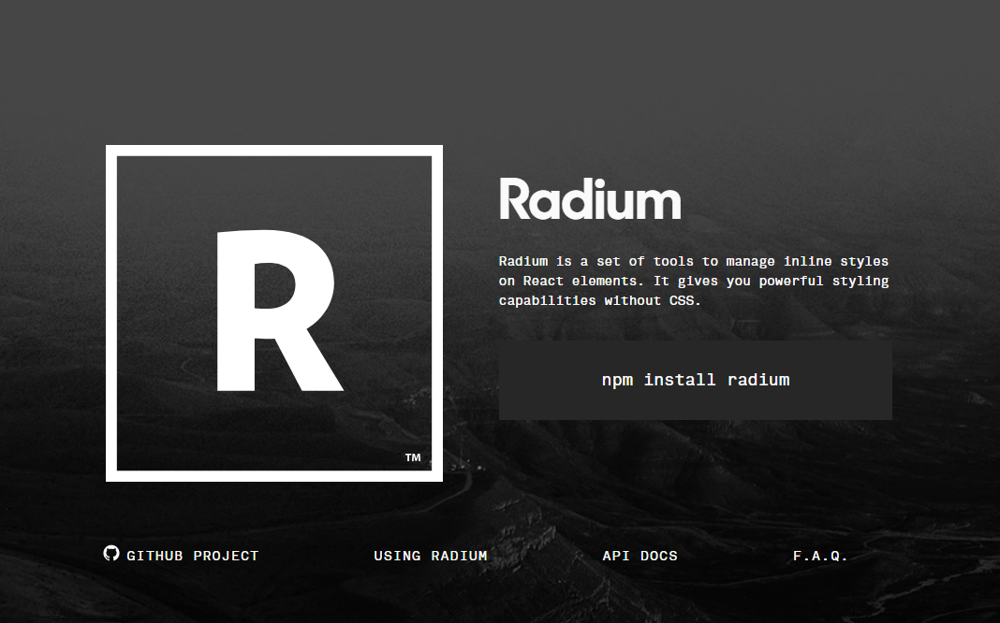 R
TM
Radium
Radium is a set of tools to manage inline styles
on React elements. It gives you powerful styling
capabilities without CSS.
npm install radium
GITHUB PROJECT
USING RADIUM
API DOCS
F.A.Q.